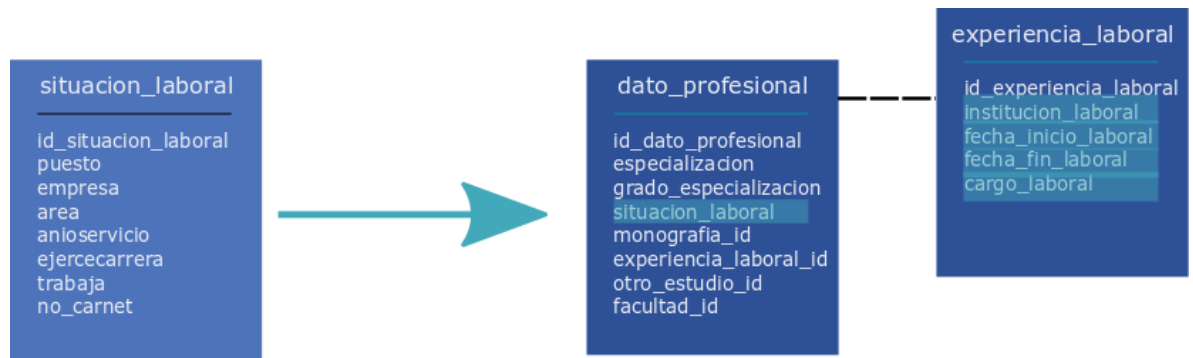 situacion_laboral
id_situacion_laboral
puesto
empresa
area
anioservicio
ejercecarrera
trabaja
no_carnet
dato_profesional
id_dato_profesional
especializacion
grado_especializacion
situacion_laboral
monografia_id
experiencia_laboral_id
otro_estudio_id
facultad_id
experiencia_laboral
id_experiencia_laboral
institucion_laboral
fecha_inicio_laboral
fecha_fin_laboral
cargo_laboral